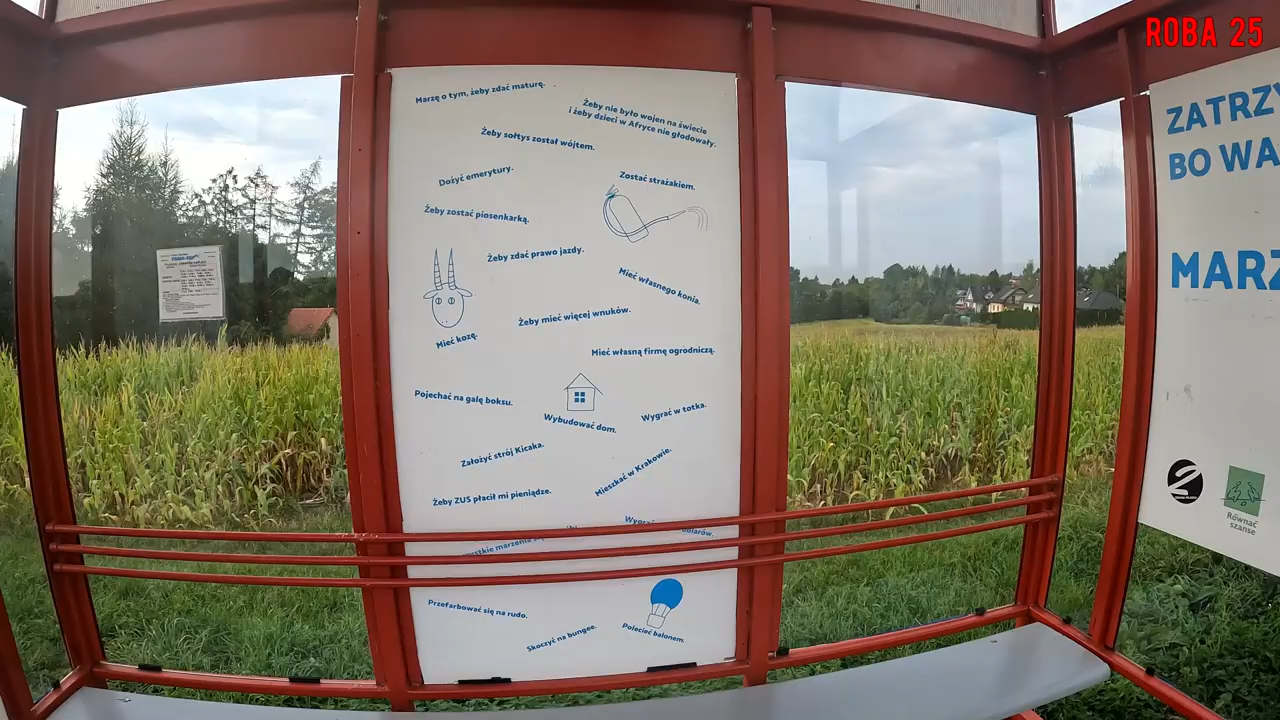 ROBA 25
Marzę o tym, żeby zdać maturę.
Żeby nie było wojen na świecie
i żeby dzieci w Afryce nie głodowały.
Żeby sołtys został wójtem.
Dożyć emerytury.
Zostać strażakiem.
Żeby zostać piosenkarką.
Żeby zdać prawo jazdy.
Mieć własnego konia.
Żeby mieć więcej wnuków.
Mieć kozę.
Mieć własną firmę ogrodniczą.
Pojechać na galę boksu.
Wybudować dom.
Wygrać w totka.
Założyć strój Kicaka.
Mieszkać w Krakowie.
Żeby ZUS płacił mi pieniądze.
marzenia
Przefarbować się na rudo.
Skoczyć na bungee.
Polecieć balonem.
ZATRZY
BO WA
MARZ
Równać
szanse